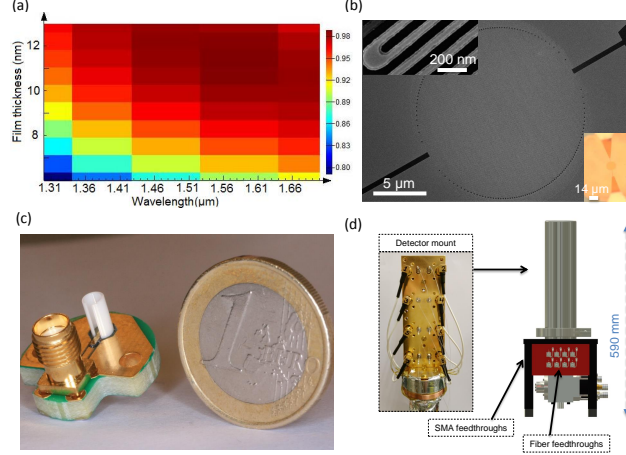 (a)
Film thickness (nm)
12
10
8
1.31 1.36 1.41 1.46 1.51 1.56 1.61 1.66
Wavelength(μm)
0.98
0.95
0.92
0.89
0.86
0.83
0.80
(b)
200 nm
5 μm
14 μm
(c)
1
(d)
Detector mount
590 mm
SMA feedthroughs
Fiber feedthroughs